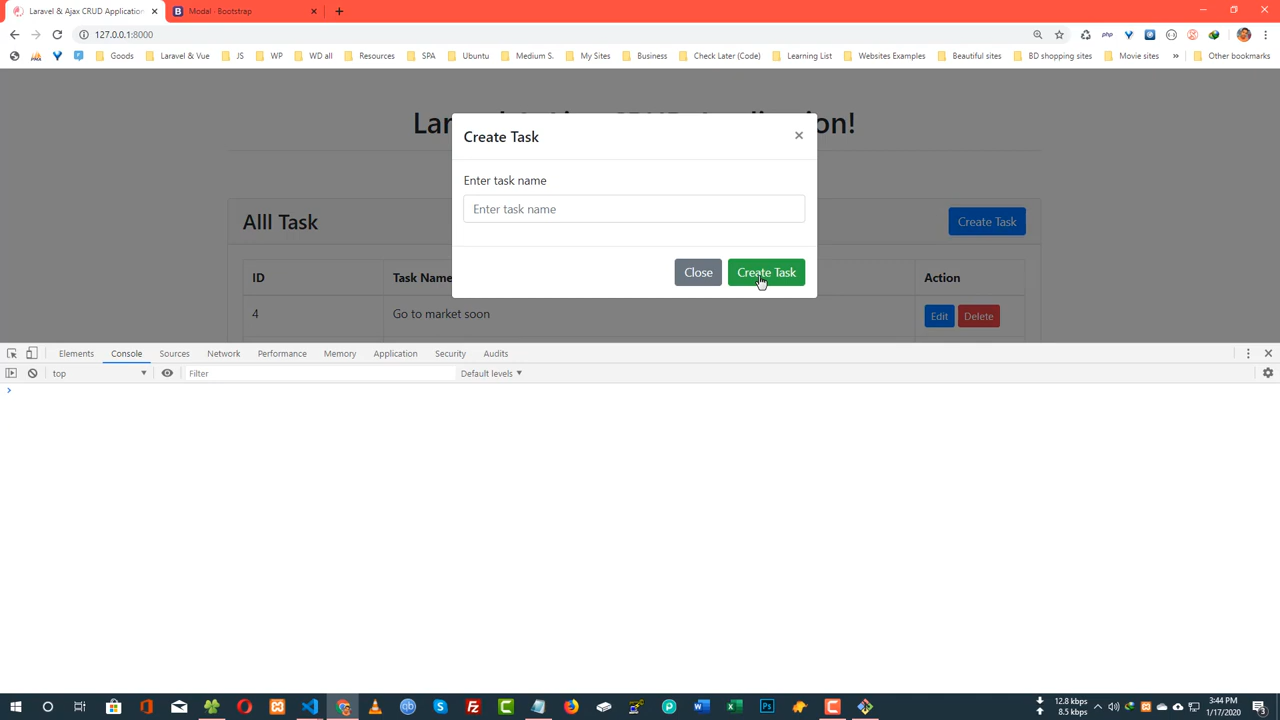 Laravel & Ajax CRUD Application
Modal · Bootstrap
127.0.0.1:8000
Goods
Laravel & Vue
JS
WP
WD all
Resources
SPA
Ubuntu
Medium S.
My Sites
Business
Check Later (Code)
Learning List
Websites Examples
Beautiful sites
BD shopping sites
Movie sites
»
Other bookmarks
Create Task
×
Enter task name
Enter task name
Close
Create Task
Alll Task
Create Task
ID
Task Name
Action
4
Go to market soon
Edit
Delete
Elements
Console
Sources
Network
Performance
Memory
Application
Security
Audits
top
Filter
Default levels
12.8 kbps
8.5 kbps
3:44 PM
1/17/2020